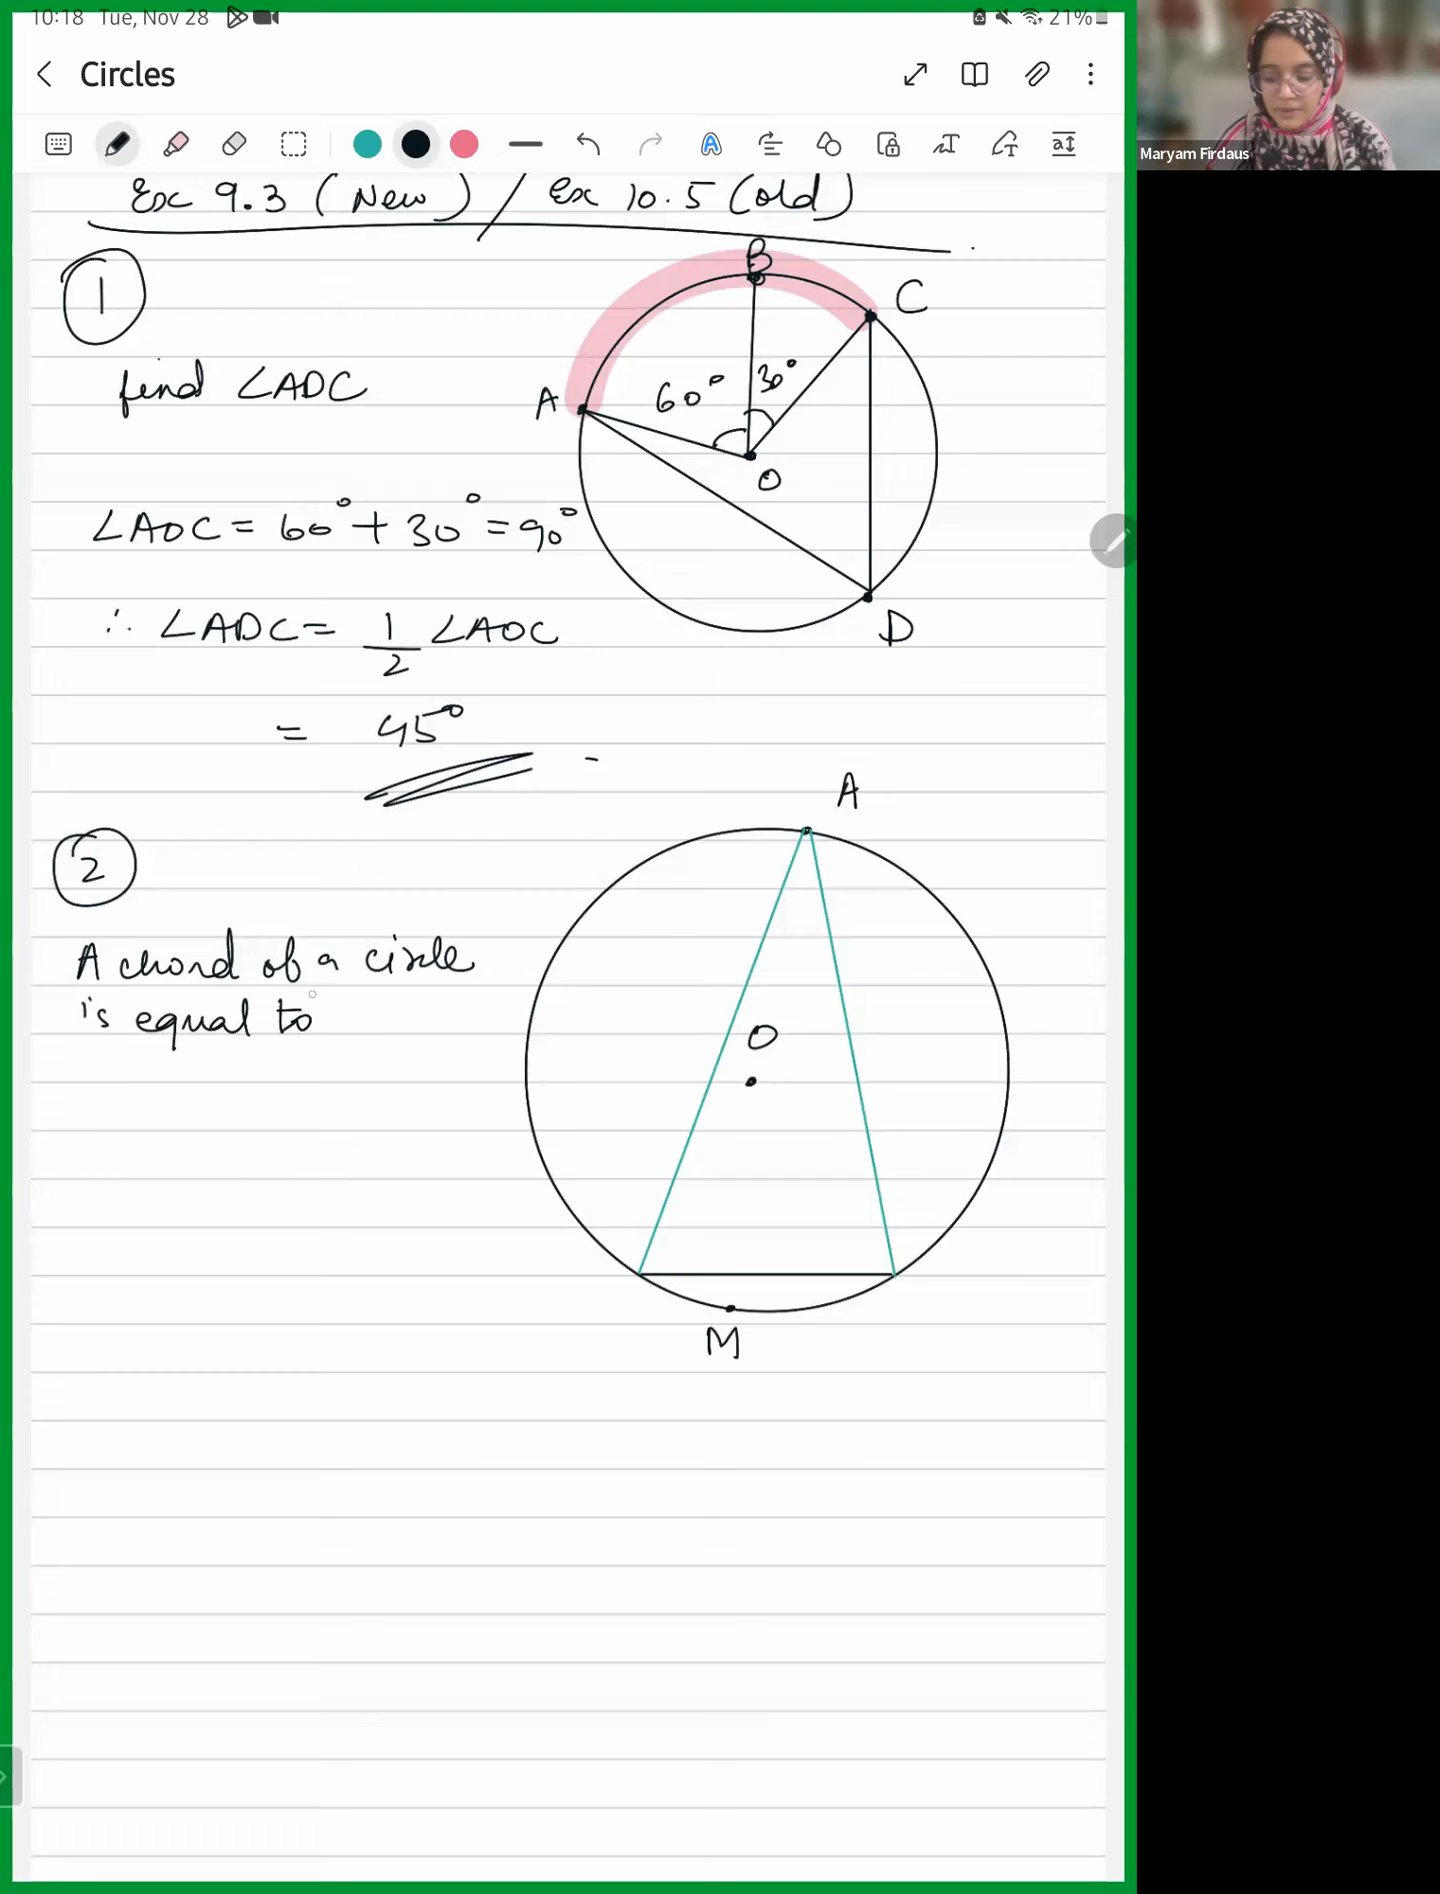 10:18 Tue, Nov 28
21%
Circles
Maryam Firdaus
Exc 9.3 (New) / Ex 10.5 (old)
1
B
C
find ∠ADC
60° 30°
A
O
∠AOC = 60° + 30° = 90°
∴ ∠ADC = 1/2 ∠AOC
D
= 45°
A
2
A chord of a circle
is equal to
O
M